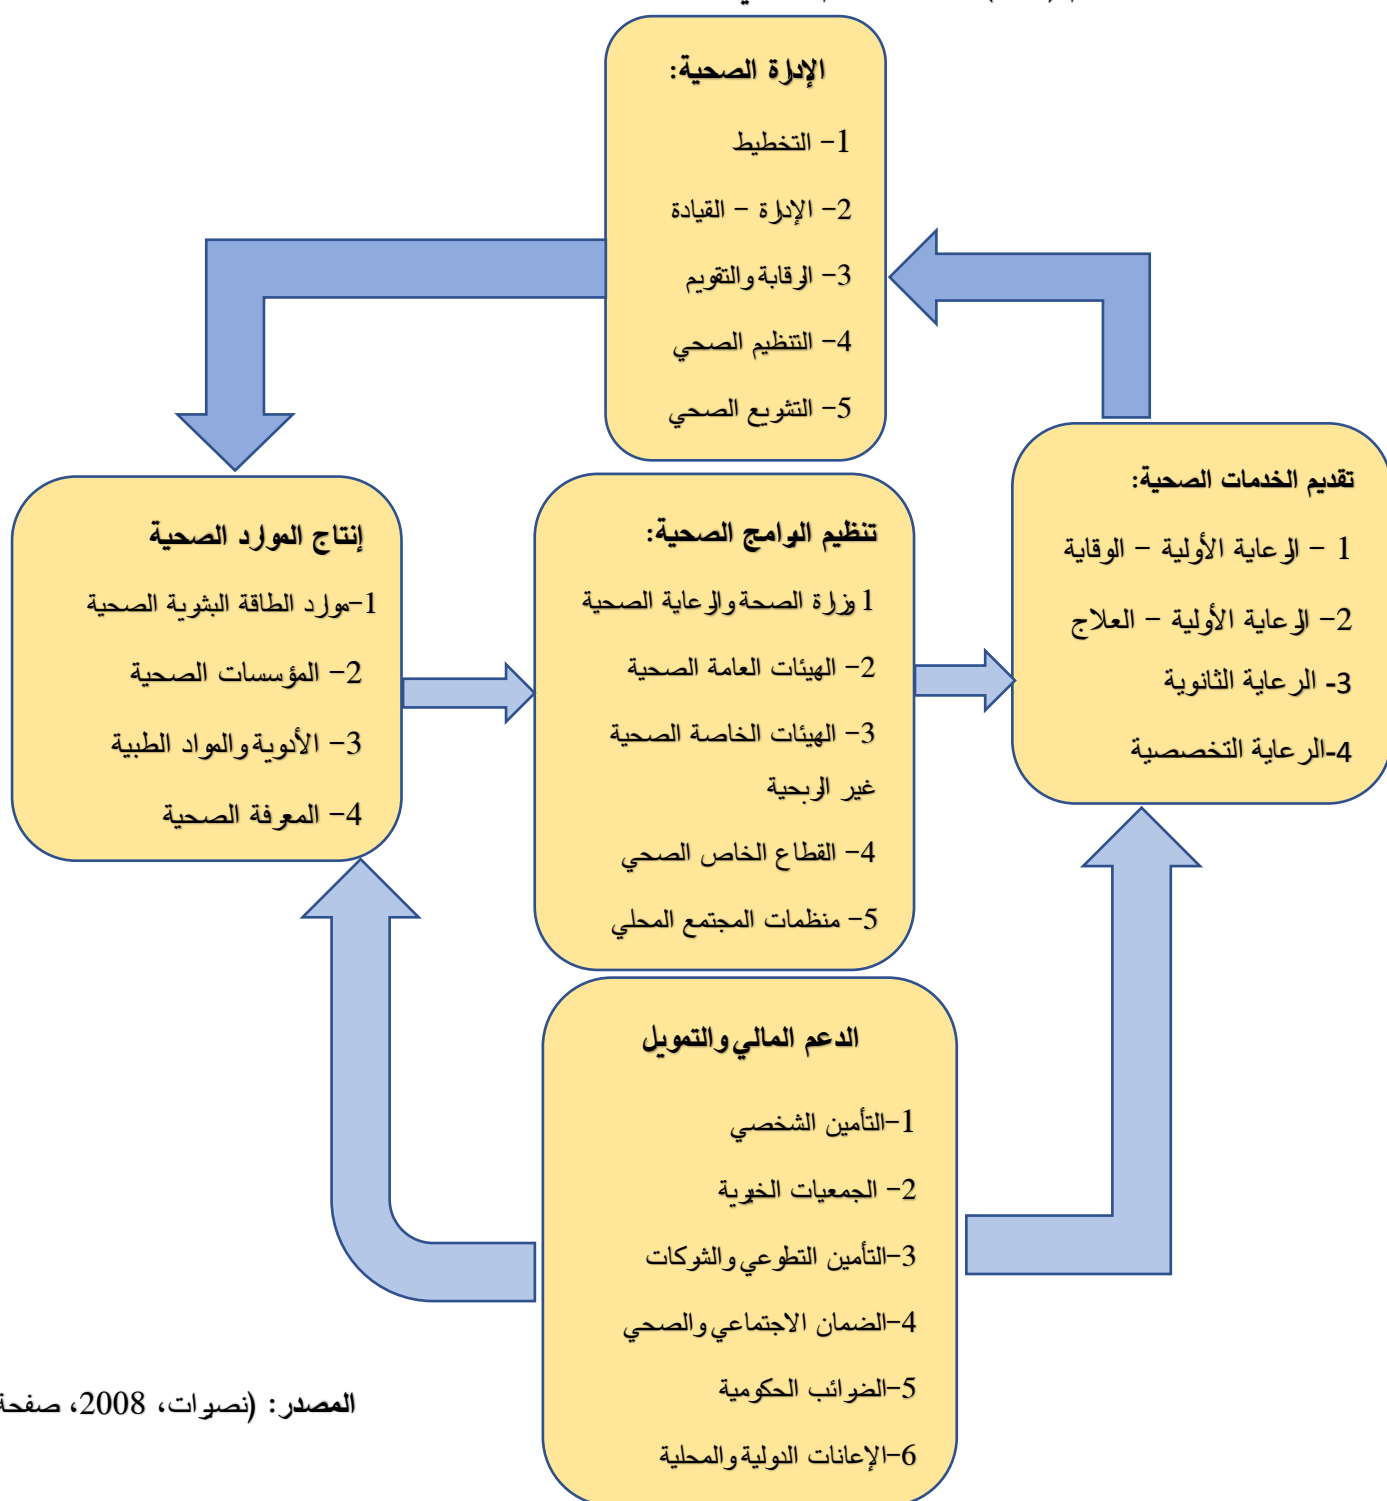 الإدارة الصحية:
1- التخطيط
2- الإدارة - القيادة
3- الرقابة والتقويم
4- التنظيم الصحي
5- التشريع الصحي
تقديم الخدمات الصحية:
1 - الرعاية الأولية - الوقاية
2- الرعاية الأولية - العلاج
3- الرعاية الثانوية
4-الرعاية التخصصية
تنظيم البرامج الصحية:
1 وزارة الصحة والرعاية الصحية
2- الهيئات العامة الصحية
3- الهيئات الخاصة الصحية
غير الربحية
4- القطاع الخاص الصحي
5- منظمات المجتمع المحلي
إنتاج الموارد الصحية
1-موارد الطاقة البشرية الصحية
2- المؤسسات الصحية
3- الأدوية والمواد الطبية
4- المعرفة الصحية
الدعم المالي والتمويل
1-التأمين الشخصي
2- الجمعيات الخيرية
3-التأمين التطوعي والشركات
4-الضمان الاجتماعي والصحي
5-الضرائب الحكومية
6-الإعانات الدولية والمحلية
المصدر: (نصيرات، 2008، صفحة